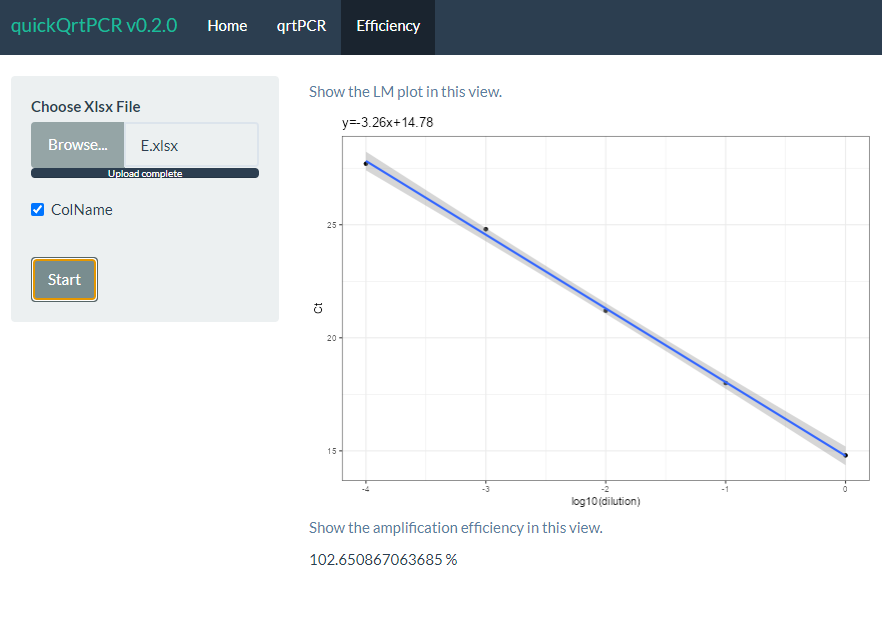 quickQrtPCR v0.2.0 Home qrtPCR Efficiency
Choose Xlsx File
Browse... E.xlsx
Upload complete
ColName
Start
Show the LM plot in this view.
y=-3.26x+14.78
25
20
15
Ct
-4 -3 -2 -1 0
log10(dilution)
Show the amplification efficiency in this view.
102.650867063685 %